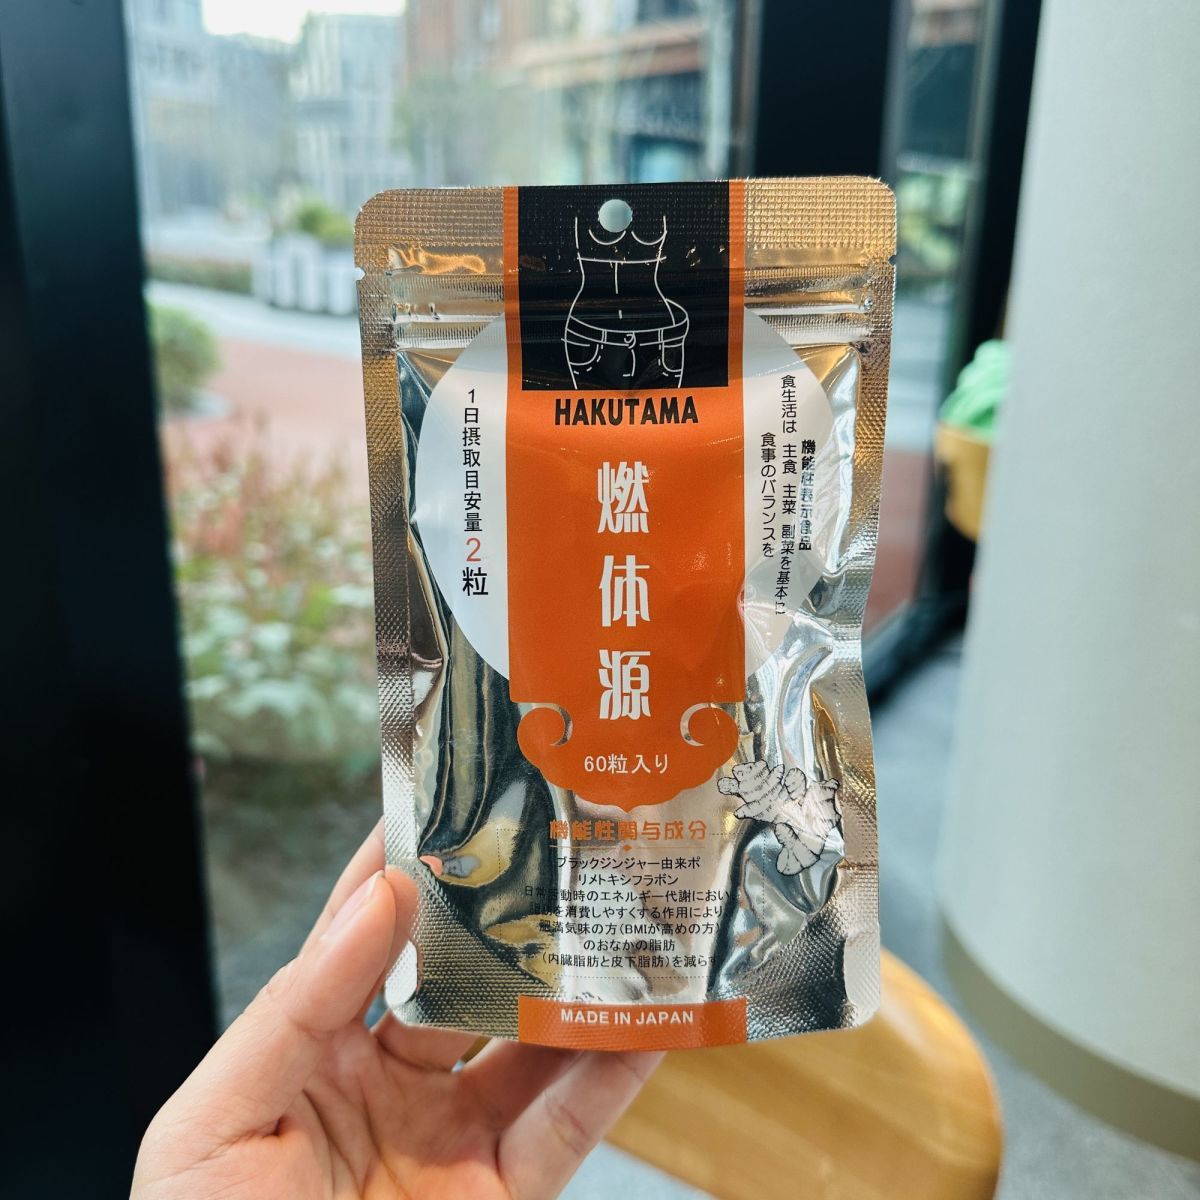 HAKUTAMA
燃体源
60粒入り
1日摂取目安量2粒
機能性表示食品
食生活は 主食 主菜 副菜を基本に
食事のバランスを
機能性関与成分
ブラックジンジャー由来ポ
リメトキシフラボン
日常活動時のエネルギー代謝におい
を消費しやすくする作用により、
肥満気味の方(BMIが高めの方)
のおなかの脂肪
(内臓脂肪と皮下脂肪)を減らす
MADE IN JAPAN